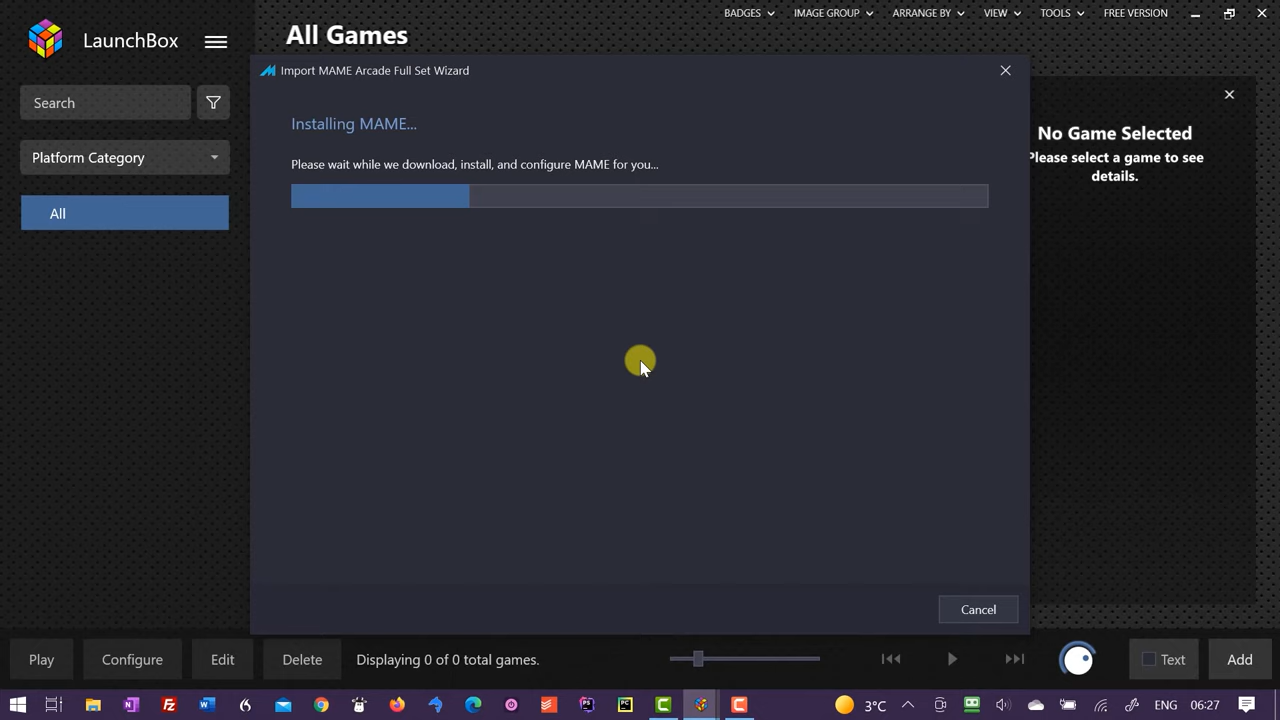 BADGES
IMAGE GROUP
ARRANGE BY
VIEW
TOOLS
FREE VERSION
LaunchBox
All Games
Search
Platform Category
All
Import MAME Arcade Full Set Wizard
Installing MAME...
Please wait while we download, install, and configure MAME for you...
Cancel
No Game Selected
Please select a game to see
details.
Play
Configure
Edit
Delete
Displaying 0 of 0 total games.
Text
Add
3°C
ENG
06:27